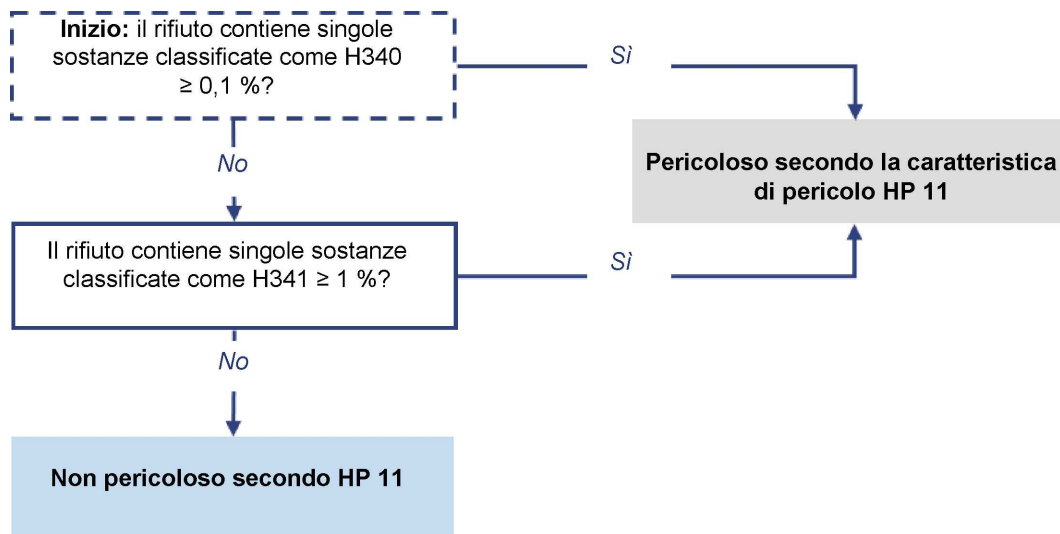 Inizio: il rifiuto contiene singole
sostanze classificate come H340
≥ 0,1 %?
Sì
Pericoloso secondo la caratteristica
di pericolo HP 11
No
Il rifiuto contiene singole sostanze
classificate come H341 ≥ 1 %?
Sì
No
Non pericoloso secondo HP 11